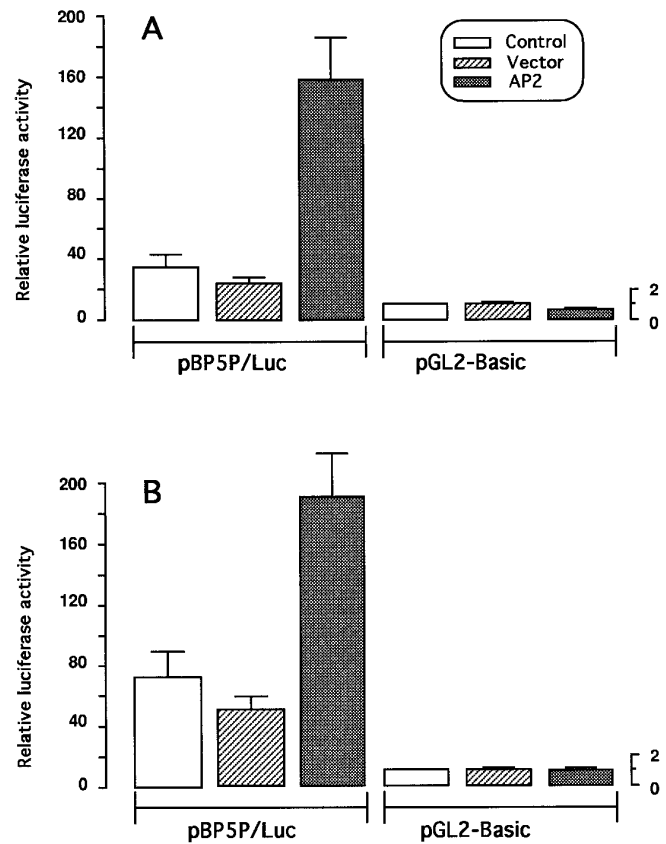 A
Relative luciferase activity
200
160
120
80
40
0
Control
Vector
AP2
2
0
pBP5P/Luc
pGL2-Basic
B
Relative luciferase activity
200
160
120
80
40
0
2
0
pBP5P/Luc
pGL2-Basic